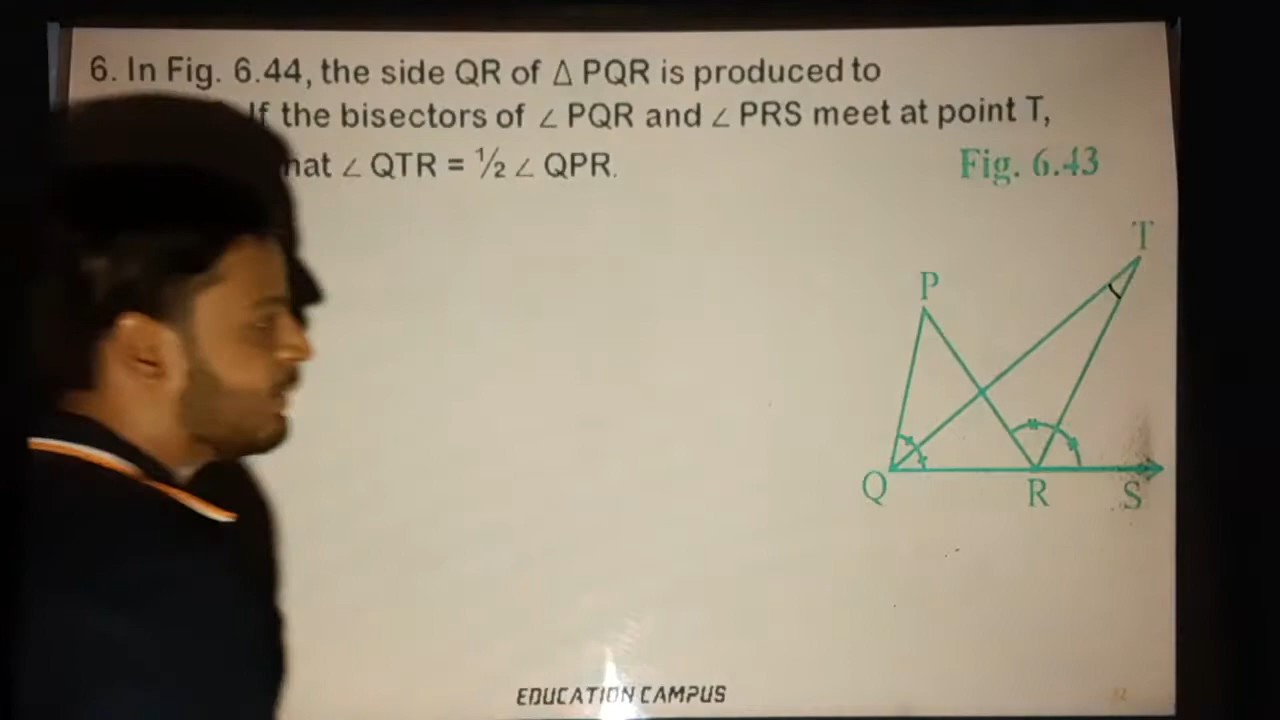 6. In Fig. 6.44, the side QR of Δ PQR is produced to
If the bisectors of ∠ PQR and ∠ PRS meet at point T,
∠ QTR = ½ ∠ QPR.
Fig. 6.43
T
P
Q
R
S
EDUCATION CAMPUS
12